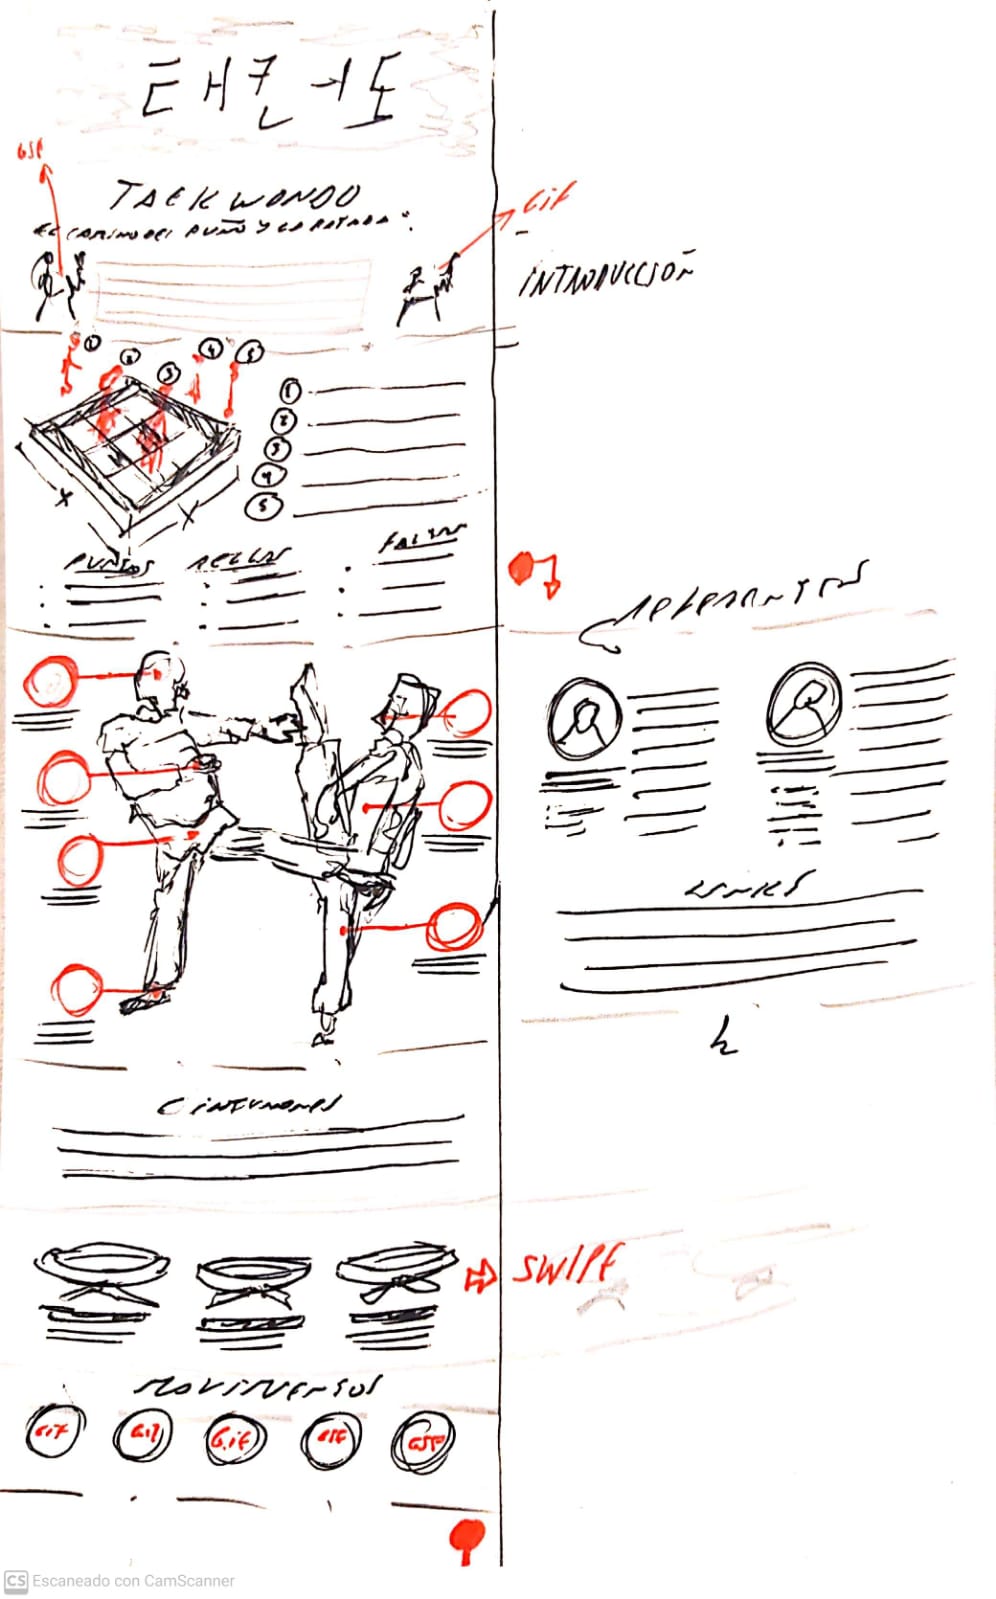 태권도
GIF
TAEKWONDO
EL CAMINO DEL PUÑO Y LA PATADA".
GIF
INTRODUCCIÓN
1
2
3
4
5
1
2
3
4
5
X
X
PUNTOS
REGLAS
FALTAS
REFERENTES
LINKS
CINTURONES
SWIPE
MOVIMIENTOS
GIF
GIF
GIF
GIF
GIF
CS Escaneado con CamScanner